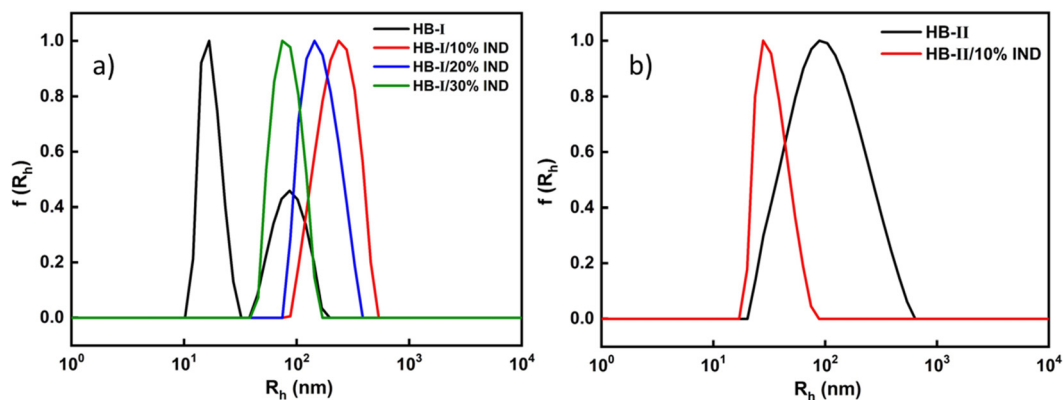 a)
HB-I
HB-I/10% IND
HB-I/20% IND
HB-I/30% IND
1.0
0.8
0.6
0.4
0.2
0.0
f (Rh)
10^0 10^1 10^2 10^3 10^4
Rh (nm)
b)
HB-II
HB-II/10% IND
1.0
0.8
0.6
0.4
0.2
0.0
f (Rh)
10^0 10^1 10^2 10^3 10^4
Rh (nm)